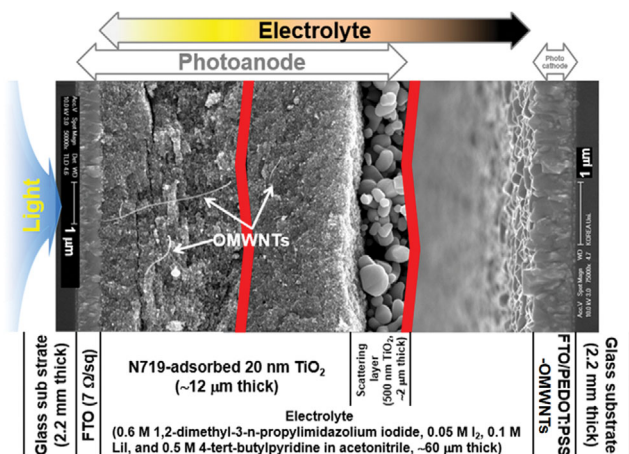 Electrolyte
Photoanode
Photo
cathode
Light
1 μm
OMWNTs
1 μm
Glass sub strate
(2.2 mm thick)
FTO (7 Ω/sq)
N719-adsorbed 20 nm TiO₂
(~12 μm thick)
Scattering
layer
(500 nm TiO₂,
~2 μm thick)
FTO/PEDOT:PSS
-OMWNTs
Glass substrate
(2.2 mm thick)
Electrolyte
(0.6 M 1,2-dimethyl-3-n-propylimidazolium iodide, 0.05 M I₂, 0.1 M
LiI, and 0.5 M 4-tert-butylpyridine in acetonitrile, ~60 μm thick)